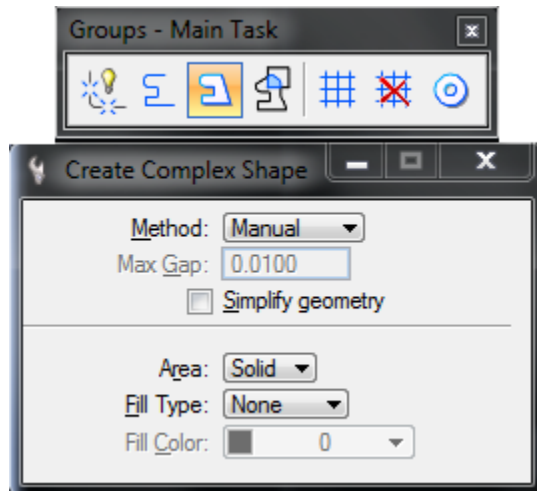 Groups - Main Task
Create Complex Shape
Method: Manual
Max Gap: 0.0100
Simplify geometry
Area: Solid
Fill Type: None
Fill Color: 0